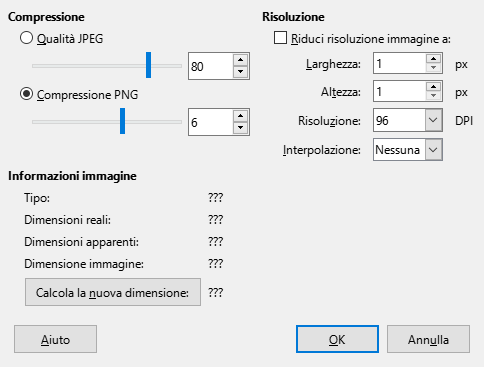 Compressione
Qualità JPEG
80
Compressione PNG
6
Risoluzione
Riduci risoluzione immagine a:
Larghezza: 1 px
Altezza: 1 px
Risoluzione: 96 DPI
Interpolazione: Nessuna
Informazioni immagine
Tipo: ???
Dimensioni reali: ???
Dimensioni apparenti: ???
Dimensione immagine: ???
Calcola la nuova dimensione: ???
Aiuto
OK
Annulla